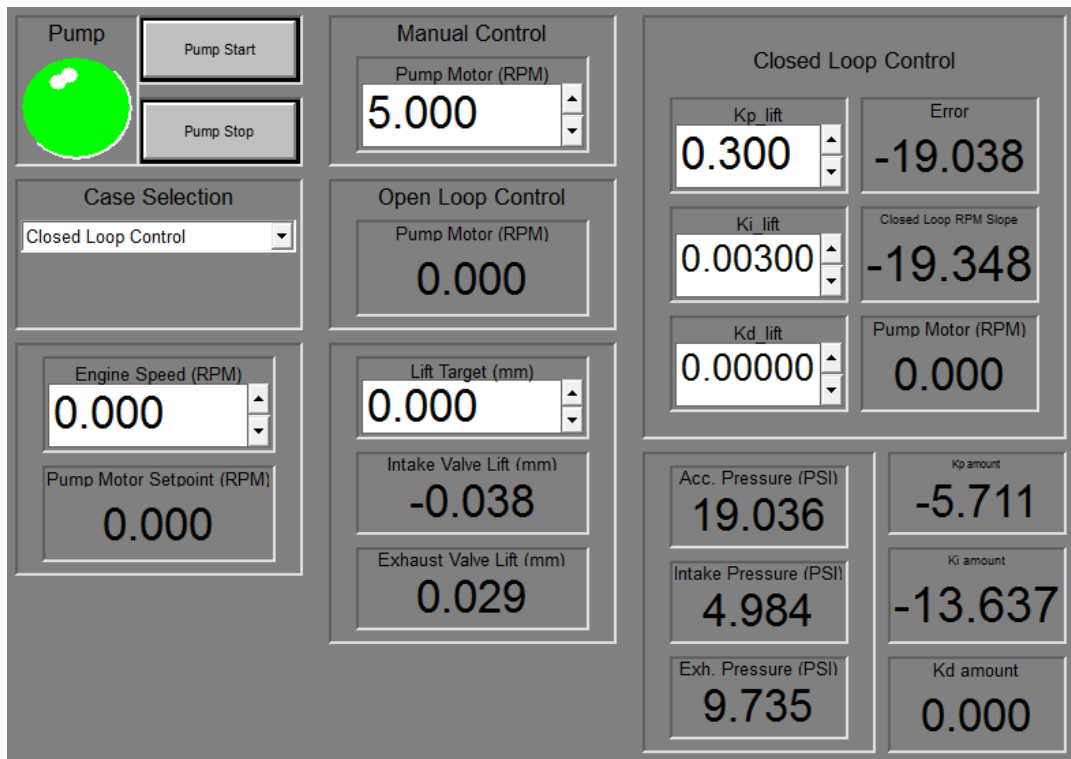 Pump
Pump Start
Pump Stop
Case Selection
Closed Loop Control
Engine Speed (RPM)
0.000
Pump Motor Setpoint (RPM)
0.000
Manual Control
Pump Motor (RPM)
5.000
Open Loop Control
Pump Motor (RPM)
0.000
Lift Target (mm)
0.000
Intake Valve Lift (mm)
-0.038
Exhaust Valve Lift (mm)
0.029
Closed Loop Control
Kp_lift
0.300
Error
-19.038
Ki_lift
0.00300
Closed Loop RPM Slope
-19.348
Kd_lift
0.00000
Pump Motor (RPM)
0.000
Acc. Pressure (PSI)
19.036
Intake Pressure (PSI)
4.984
Exh. Pressure (PSI)
9.735
Kp amount
-5.711
Ki amount
-13.637
Kd amount
0.000